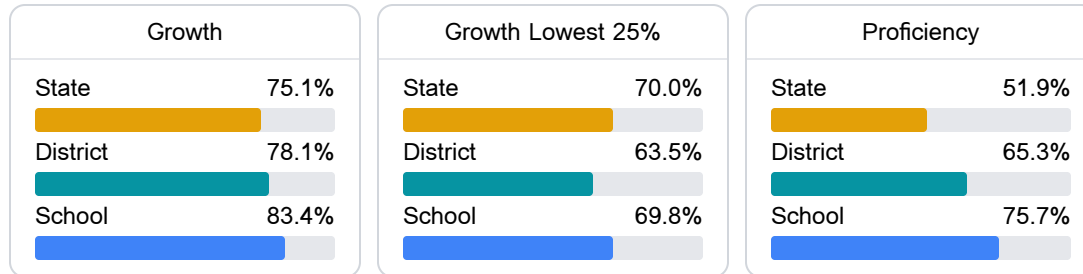 Growth
State 75.1%
District 78.1%
School 83.4%
Growth Lowest 25%
State 70.0%
District 63.5%
School 69.8%
Proficiency
State 51.9%
District 65.3%
School 75.7%